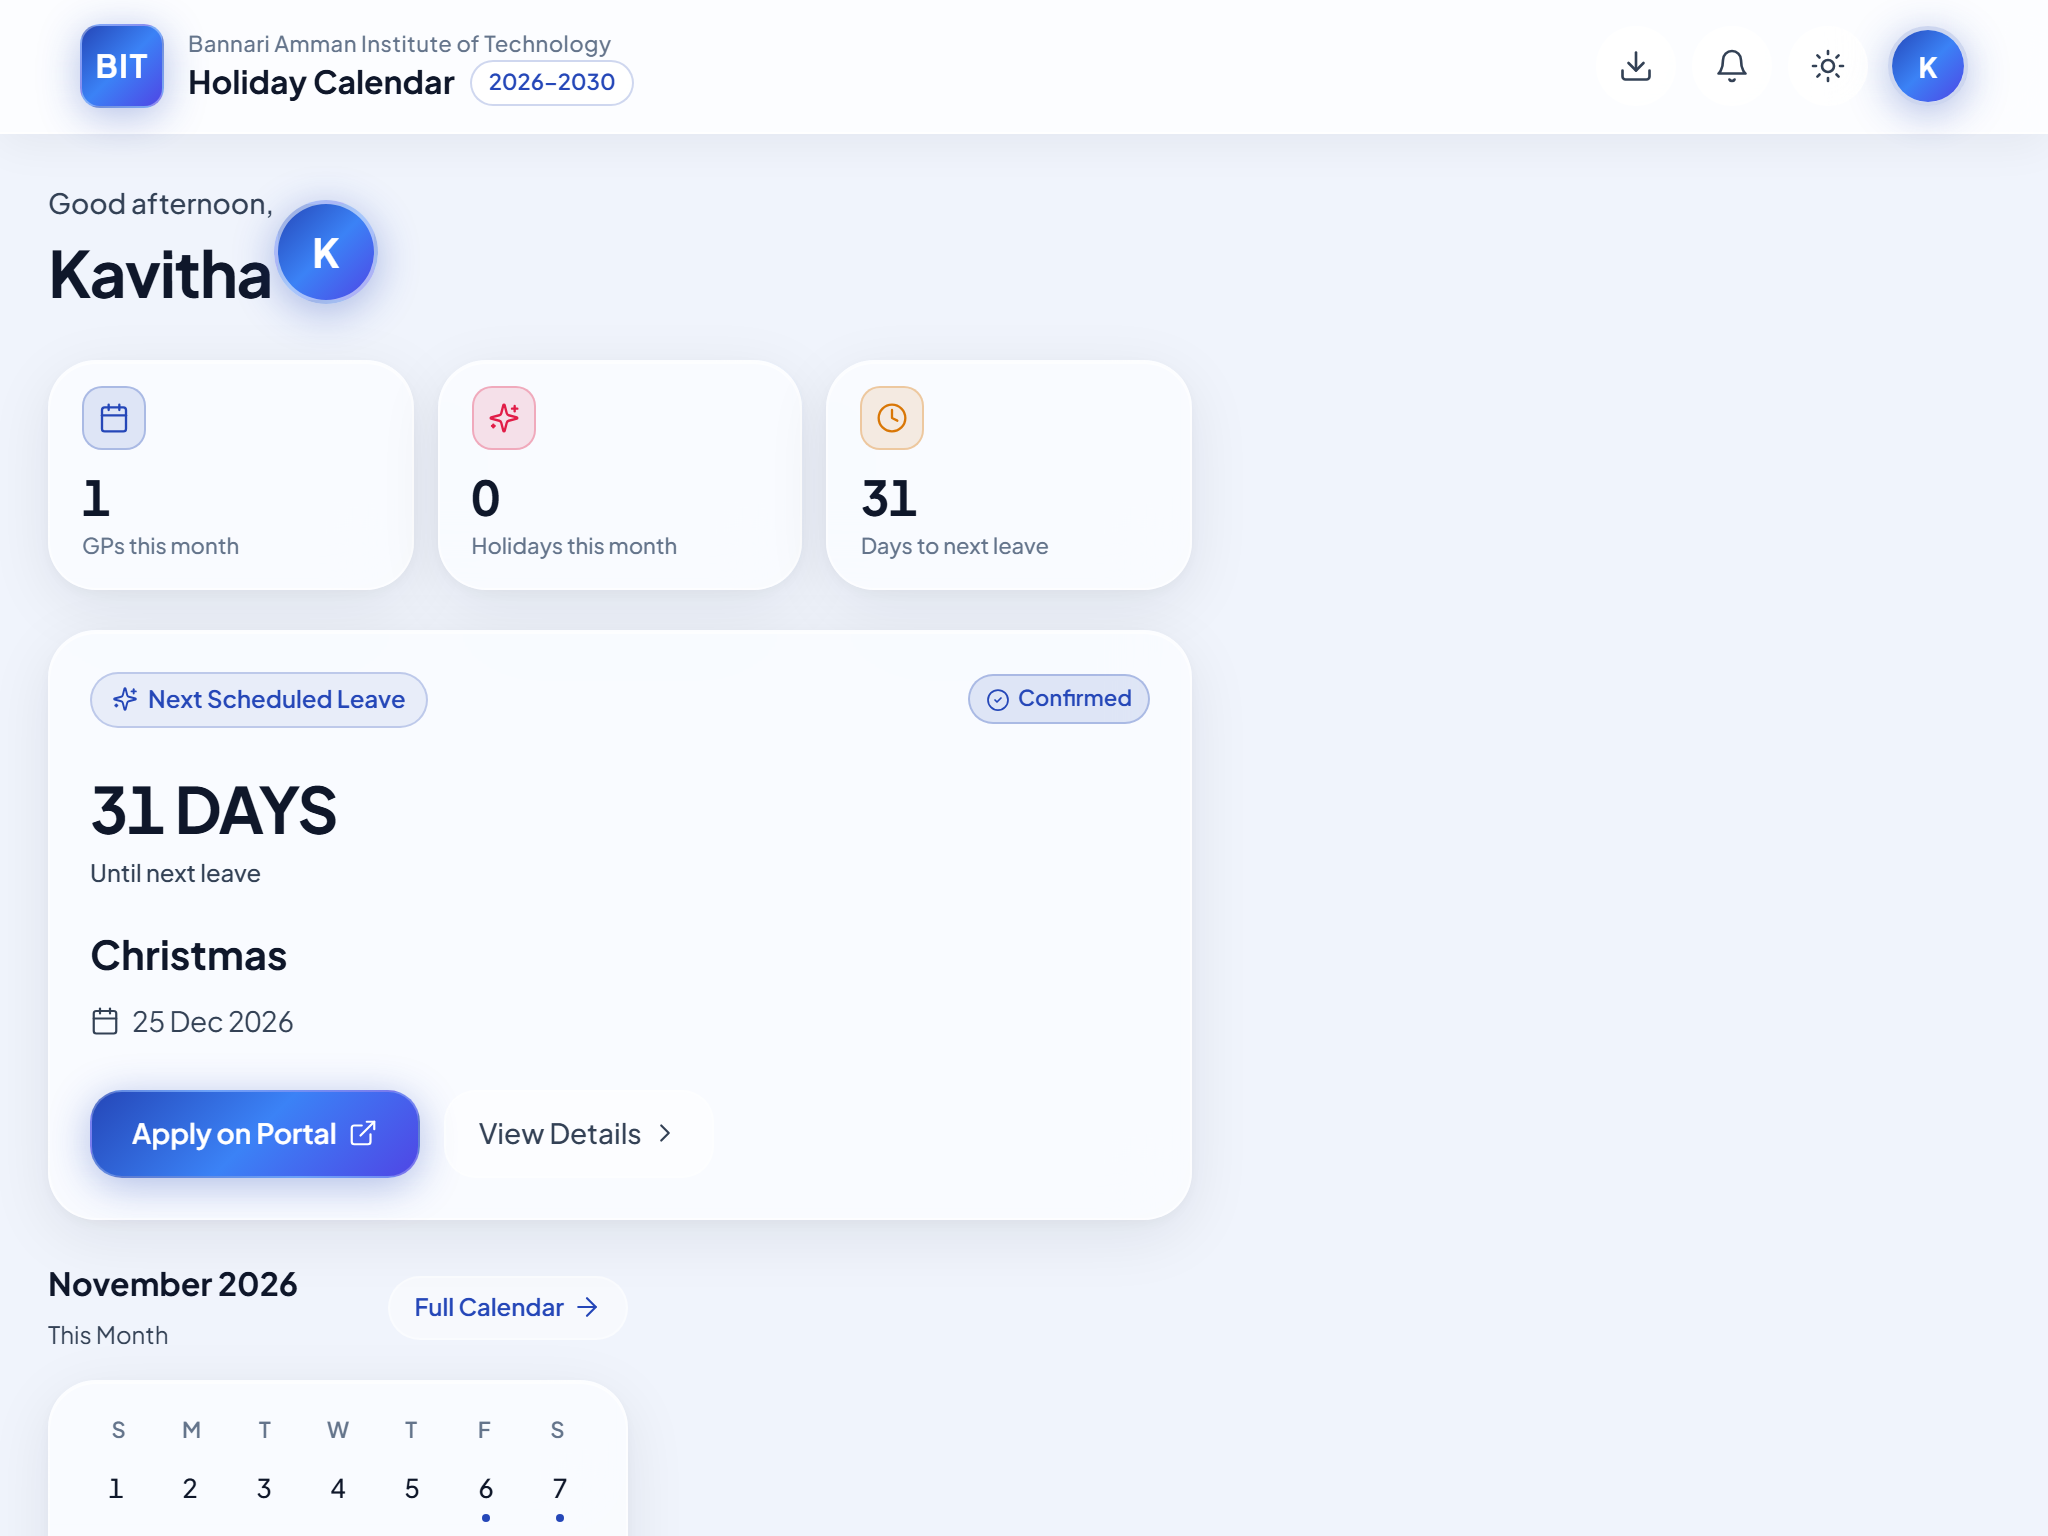 BIT
Bannari Amman Institute of Technology
Holiday Calendar 2026–2030
K
Good afternoon,
Kavitha
K
1
GPs this month
0
Holidays this month
31
Days to next leave
Next Scheduled Leave
Confirmed
31 DAYS
Until next leave
Christmas
25 Dec 2026
Apply on Portal
View Details
November 2026
This Month
Full Calendar
S M T W T F S
1 2 3 4 5 6 7